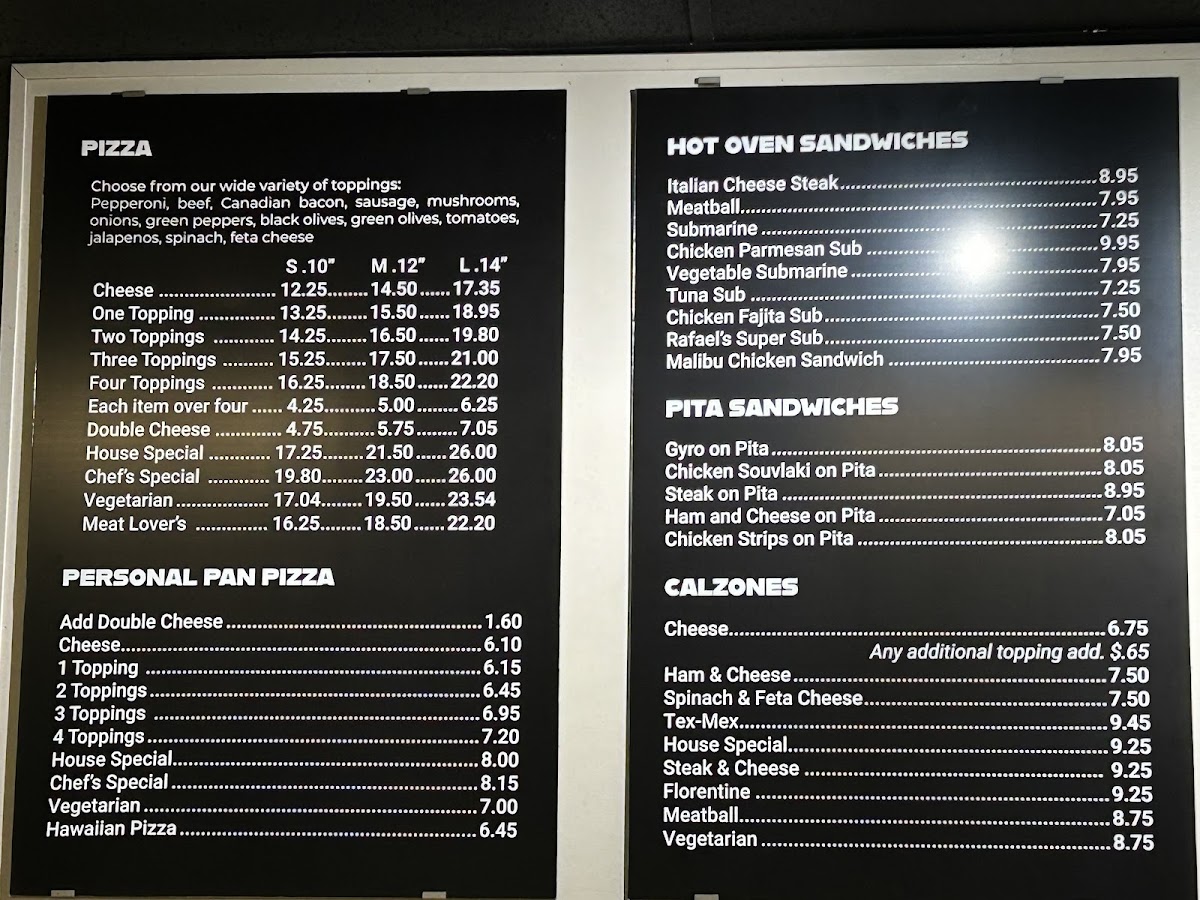 PIZZA
Choose from our wide variety of toppings:
Pepperoni, beef, Canadian bacon, sausage, mushrooms,
onions, green peppers, black olives, green olives, tomatoes,
jalapenos, spinach, feta cheese
S .10" M .12" L .14"
Cheese ........................ 12.25........ 14.50 ...... 17.35
One Topping ................ 13.25........ 15.50 ...... 18.95
Two Toppings ............. 14.25........ 16.50 ...... 19.80
Three Toppings ........... 15.25........ 17.50 ...... 21.00
Four Toppings ............. 16.25........ 18.50 ...... 22.20
Each item over four ...... 4.25.......... 5.00 ........ 6.25
Double Cheese .............. 4.75.......... 5.75 ........ 7.05
House Special ............. 17.25........ 21.50 ...... 26.00
Chef's Special ............. 19.80........ 23.00 ...... 26.00
Vegetarian.................... 17.04........ 19.50 ...... 23.54
Meat Lover's ............... 16.25........ 18.50 ...... 22.20
PERSONAL PAN PIZZA
Add Double Cheese ..................................................... 1.60
Cheese......................................................................... 6.10
1 Topping .................................................................... 6.15
2 Toppings................................................................... 6.45
3 Toppings .................................................................. 6.95
4 Toppings................................................................... 7.20
House Special.............................................................. 8.00
Chef's Special .............................................................. 8.15
Vegetarian ................................................................... 7.00
Hawaiian Pizza............................................................. 6.45
HOT OVEN SANDWICHES
Italian Cheese Steak.................................................... 8.95
Meatball....................................................................... 7.95
Submarine ................................................................... 7.25
Chicken Parmesan Sub ............................................... 9.95
Vegetable Submarine .................................................. 7.95
Tuna Sub ..................................................................... 7.25
Chicken Fajita Sub....................................................... 7.50
Rafael's Super Sub....................................................... 7.50
Malibu Chicken Sandwich ........................................... 7.95
PITA SANDWICHES
Gyro on Pita................................................................. 8.05
Chicken Souvlaki on Pita.............................................. 8.05
Steak on Pita ............................................................... 8.95
Ham and Cheese on Pita.............................................. 7.05
Chicken Strips on Pita ................................................. 8.05
CALZONES
Cheese......................................................................... 6.75
Any additional topping add. $.65
Ham & Cheese............................................................. 7.50
Spinach & Feta Cheese................................................. 7.50
Tex-Mex....................................................................... 9.45
House Special.............................................................. 9.25
Steak & Cheese ........................................................... 9.25
Florentine .................................................................... 9.25
Meatball....................................................................... 8.75
Vegetarian ................................................................... 8.75